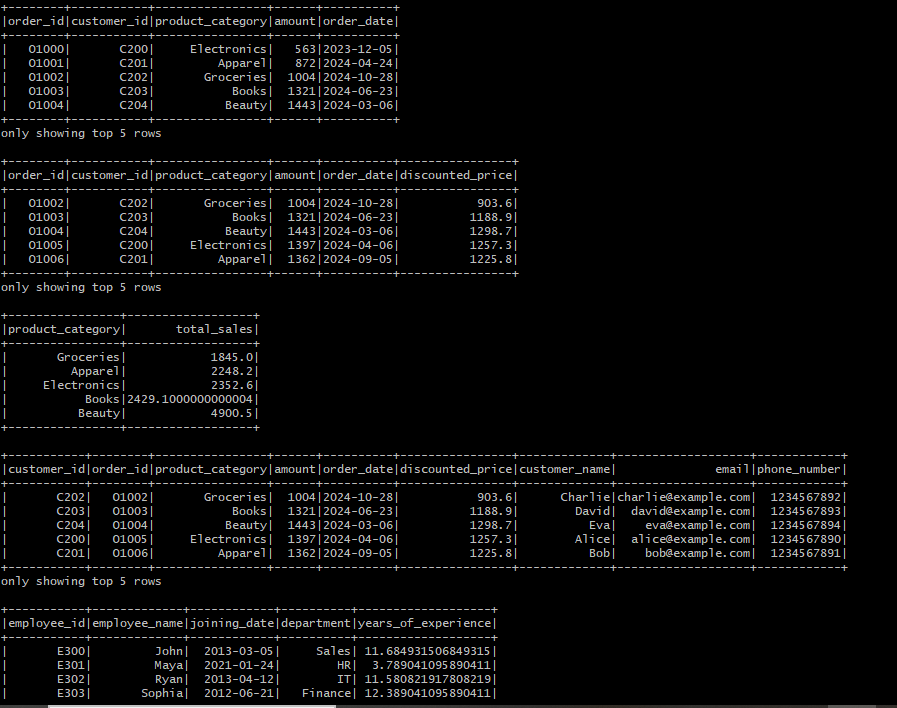 +--------+-----------+----------------+------+----------+
|order_id|customer_id|product_category|amount|order_date|
+--------+-----------+----------------+------+----------+
|   O1000|       C200|     Electronics|   563|2023-12-05|
|   O1001|       C201|         Apparel|   872|2024-04-24|
|   O1002|       C202|       Groceries|  1004|2024-10-28|
|   O1003|       C203|           Books|  1321|2024-06-23|
|   O1004|       C204|          Beauty|  1443|2024-03-06|
+--------+-----------+----------------+------+----------+
only showing top 5 rows
+--------+-----------+----------------+------+----------+----------------+
|order_id|customer_id|product_category|amount|order_date|discounted_price|
+--------+-----------+----------------+------+----------+----------------+
|   O1002|       C202|       Groceries|  1004|2024-10-28|           903.6|
|   O1003|       C203|           Books|  1321|2024-06-23|          1188.9|
|   O1004|       C204|          Beauty|  1443|2024-03-06|          1298.7|
|   O1005|       C200|     Electronics|  1397|2024-04-06|          1257.3|
|   O1006|       C201|         Apparel|  1362|2024-09-05|          1225.8|
+--------+-----------+----------------+------+----------+----------------+
only showing top 5 rows
+----------------+------------------+
|product_category|       total_sales|
+----------------+------------------+
|       Groceries|            1845.0|
|         Apparel|            2248.2|
|     Electronics|            2352.6|
|           Books|2429.1000000000004|
|          Beauty|            4900.5|
+----------------+------------------+
+-----------+--------+----------------+------+----------+----------------+-------------+-------------------+------------+
|customer_id|order_id|product_category|amount|order_date|discounted_price|customer_name|              email|phone_number|
+-----------+--------+----------------+------+----------+----------------+-------------+-------------------+------------+
|       C202|   O1002|       Groceries|  1004|2024-10-28|           903.6|      Charlie|charlie@example.com|  1234567892|
|       C203|   O1003|           Books|  1321|2024-06-23|          1188.9|        David|  david@example.com|  1234567893|
|       C204|   O1004|          Beauty|  1443|2024-03-06|          1298.7|          Eva|    eva@example.com|  1234567894|
|       C200|   O1005|     Electronics|  1397|2024-04-06|          1257.3|        Alice|  alice@example.com|  1234567890|
|       C201|   O1006|         Apparel|  1362|2024-09-05|          1225.8|          Bob|    bob@example.com|  1234567891|
+-----------+--------+----------------+------+----------+----------------+-------------+-------------------+------------+
only showing top 5 rows
+-----------+-------------+------------+----------+-------------------+
|employee_id|employee_name|joining_date|department|years_of_experience|
+-----------+-------------+------------+----------+-------------------+
|       E300|         John|  2013-03-05|     Sales| 11.684931506849315|
|       E301|         Maya|  2021-01-24|        HR|  3.789041095890411|
|       E302|         Ryan|  2013-04-12|        IT| 11.580821917808219|
|       E303|       Sophia|  2012-06-21|   Finance| 12.389041095890411|